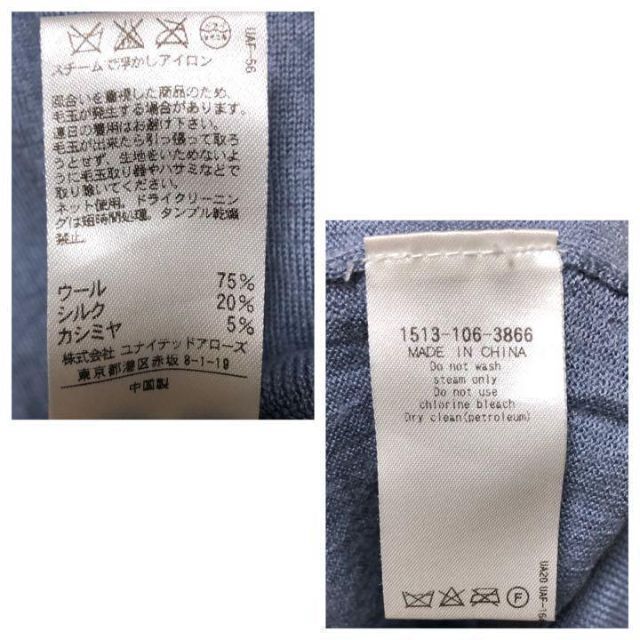 UAF-56
スチームで浮かしアイロン
風合いを重視した商品のため、
毛玉が発生する場合があります。
連日の着用はお避け下さい。
毛玉が出来たら引っ張って取ろ
うとせず、生地をいためないよ
うに毛玉取り器やハサミなどで
取り除いてください。
ネット使用。ドライクリーニン
グは短時間処理。タンブル乾燥
禁止。
ウール 75%
シルク 20%
カシミヤ 5%
株式会社 ユナイテッドアローズ
東京都港区赤坂8-1-19
中国製
1513-106-3866
MADE IN CHINA
Do not wash
steam only
Do not use
chlorine bleach
Dry clean(petroleum)
F